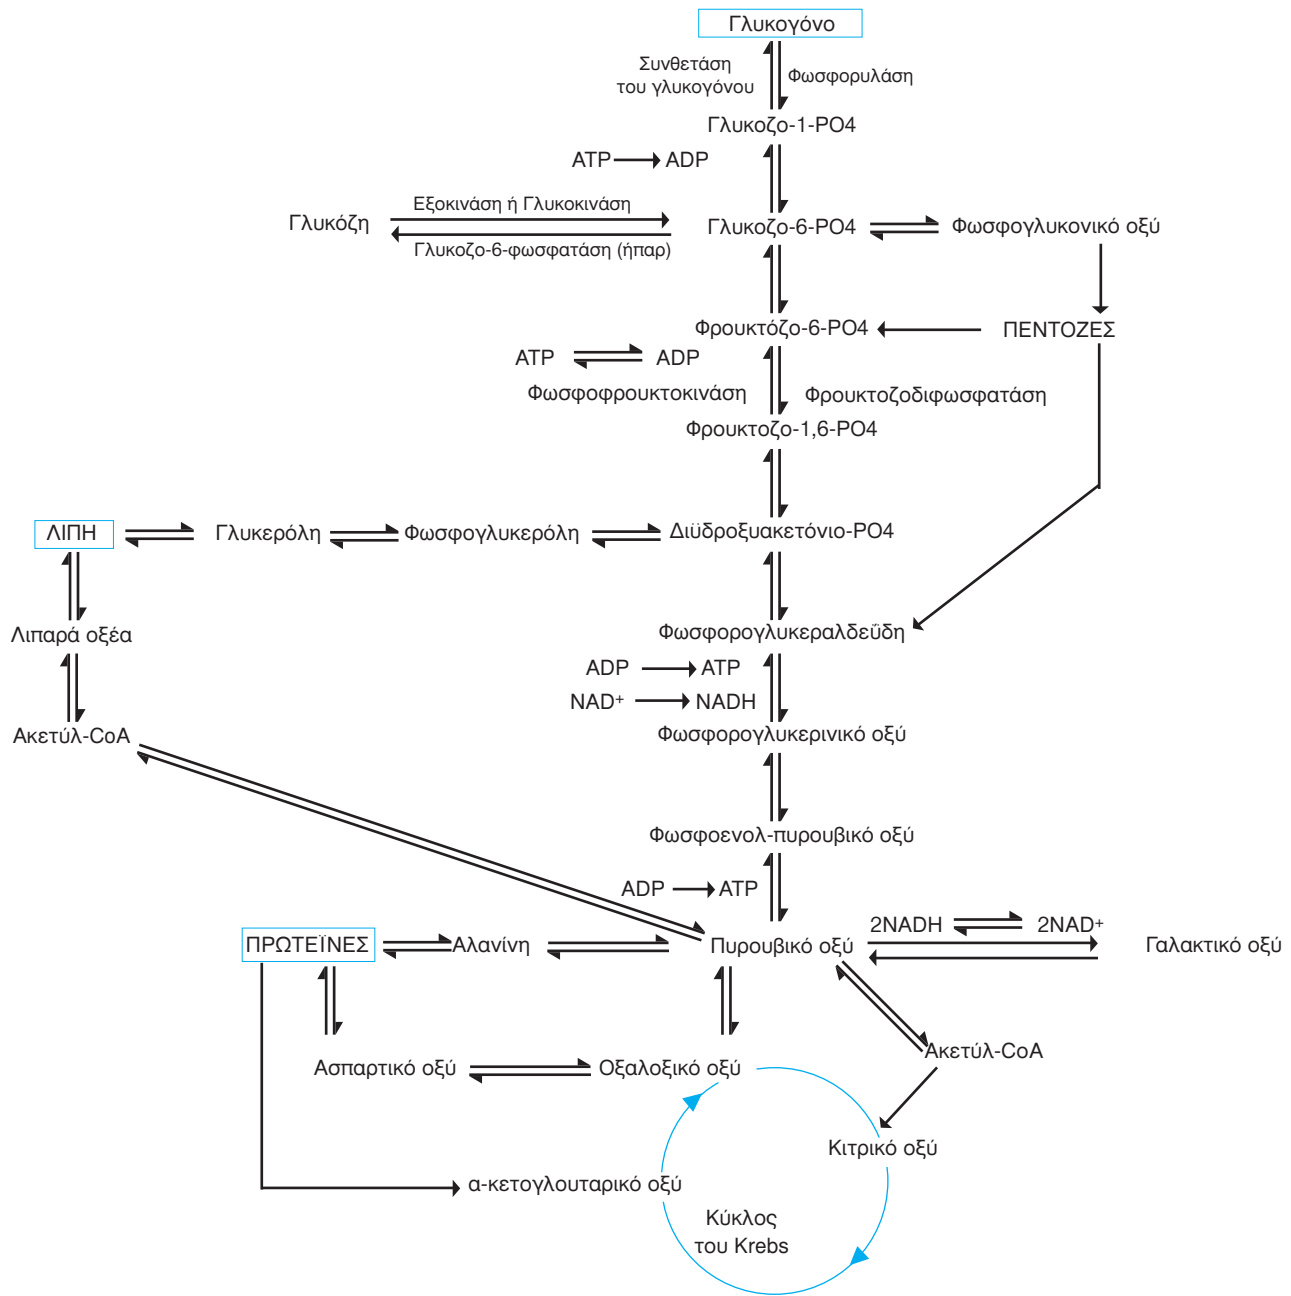 Γλυκογόνο
Συνθετάση
του γλυκογόνου
Φωσφορυλάση
Γλυκοζο-1-PO4
ATP ADP
Γλυκόζη
Εξοκινάση ή Γλυκοκινάση
Γλυκοζο-6-φωσφατάση (ήπαρ)
Γλυκοζο-6-PO4
Φωσφογλυκονικό οξύ
Φρουκτόζο-6-PO4
ΠΕΝΤΟΖΕΣ
ATP ADP
Φωσφοφρουκτοκινάση
Φρουκτοζοδιφωσφατάση
Φρουκτοζο-1,6-PO4
ΛΙΠΗ
Γλυκερόλη
Φωσφογλυκερόλη
Διϋδροξυακετόνιο-PO4
Λιπαρά οξέα
Φωσφορογλυκεραλδεΰδη
ADP ATP
NAD+ NADH
Ακετύλ-CoA
Φωσφορογλυκερινικό οξύ
Φωσφοενολ-πυρουβικό οξύ
ADP ATP
2NADH 2NAD+
ΠΡΩΤΕΪΝΕΣ
Αλανίνη
Πυρουβικό οξύ
Γαλακτικό οξύ
Ακετύλ-CoA
Ασπαρτικό οξύ
Οξαλοξικό οξύ
Κιτρικό οξύ
α-κετογλουταρικό οξύ
Κύκλος
του Krebs